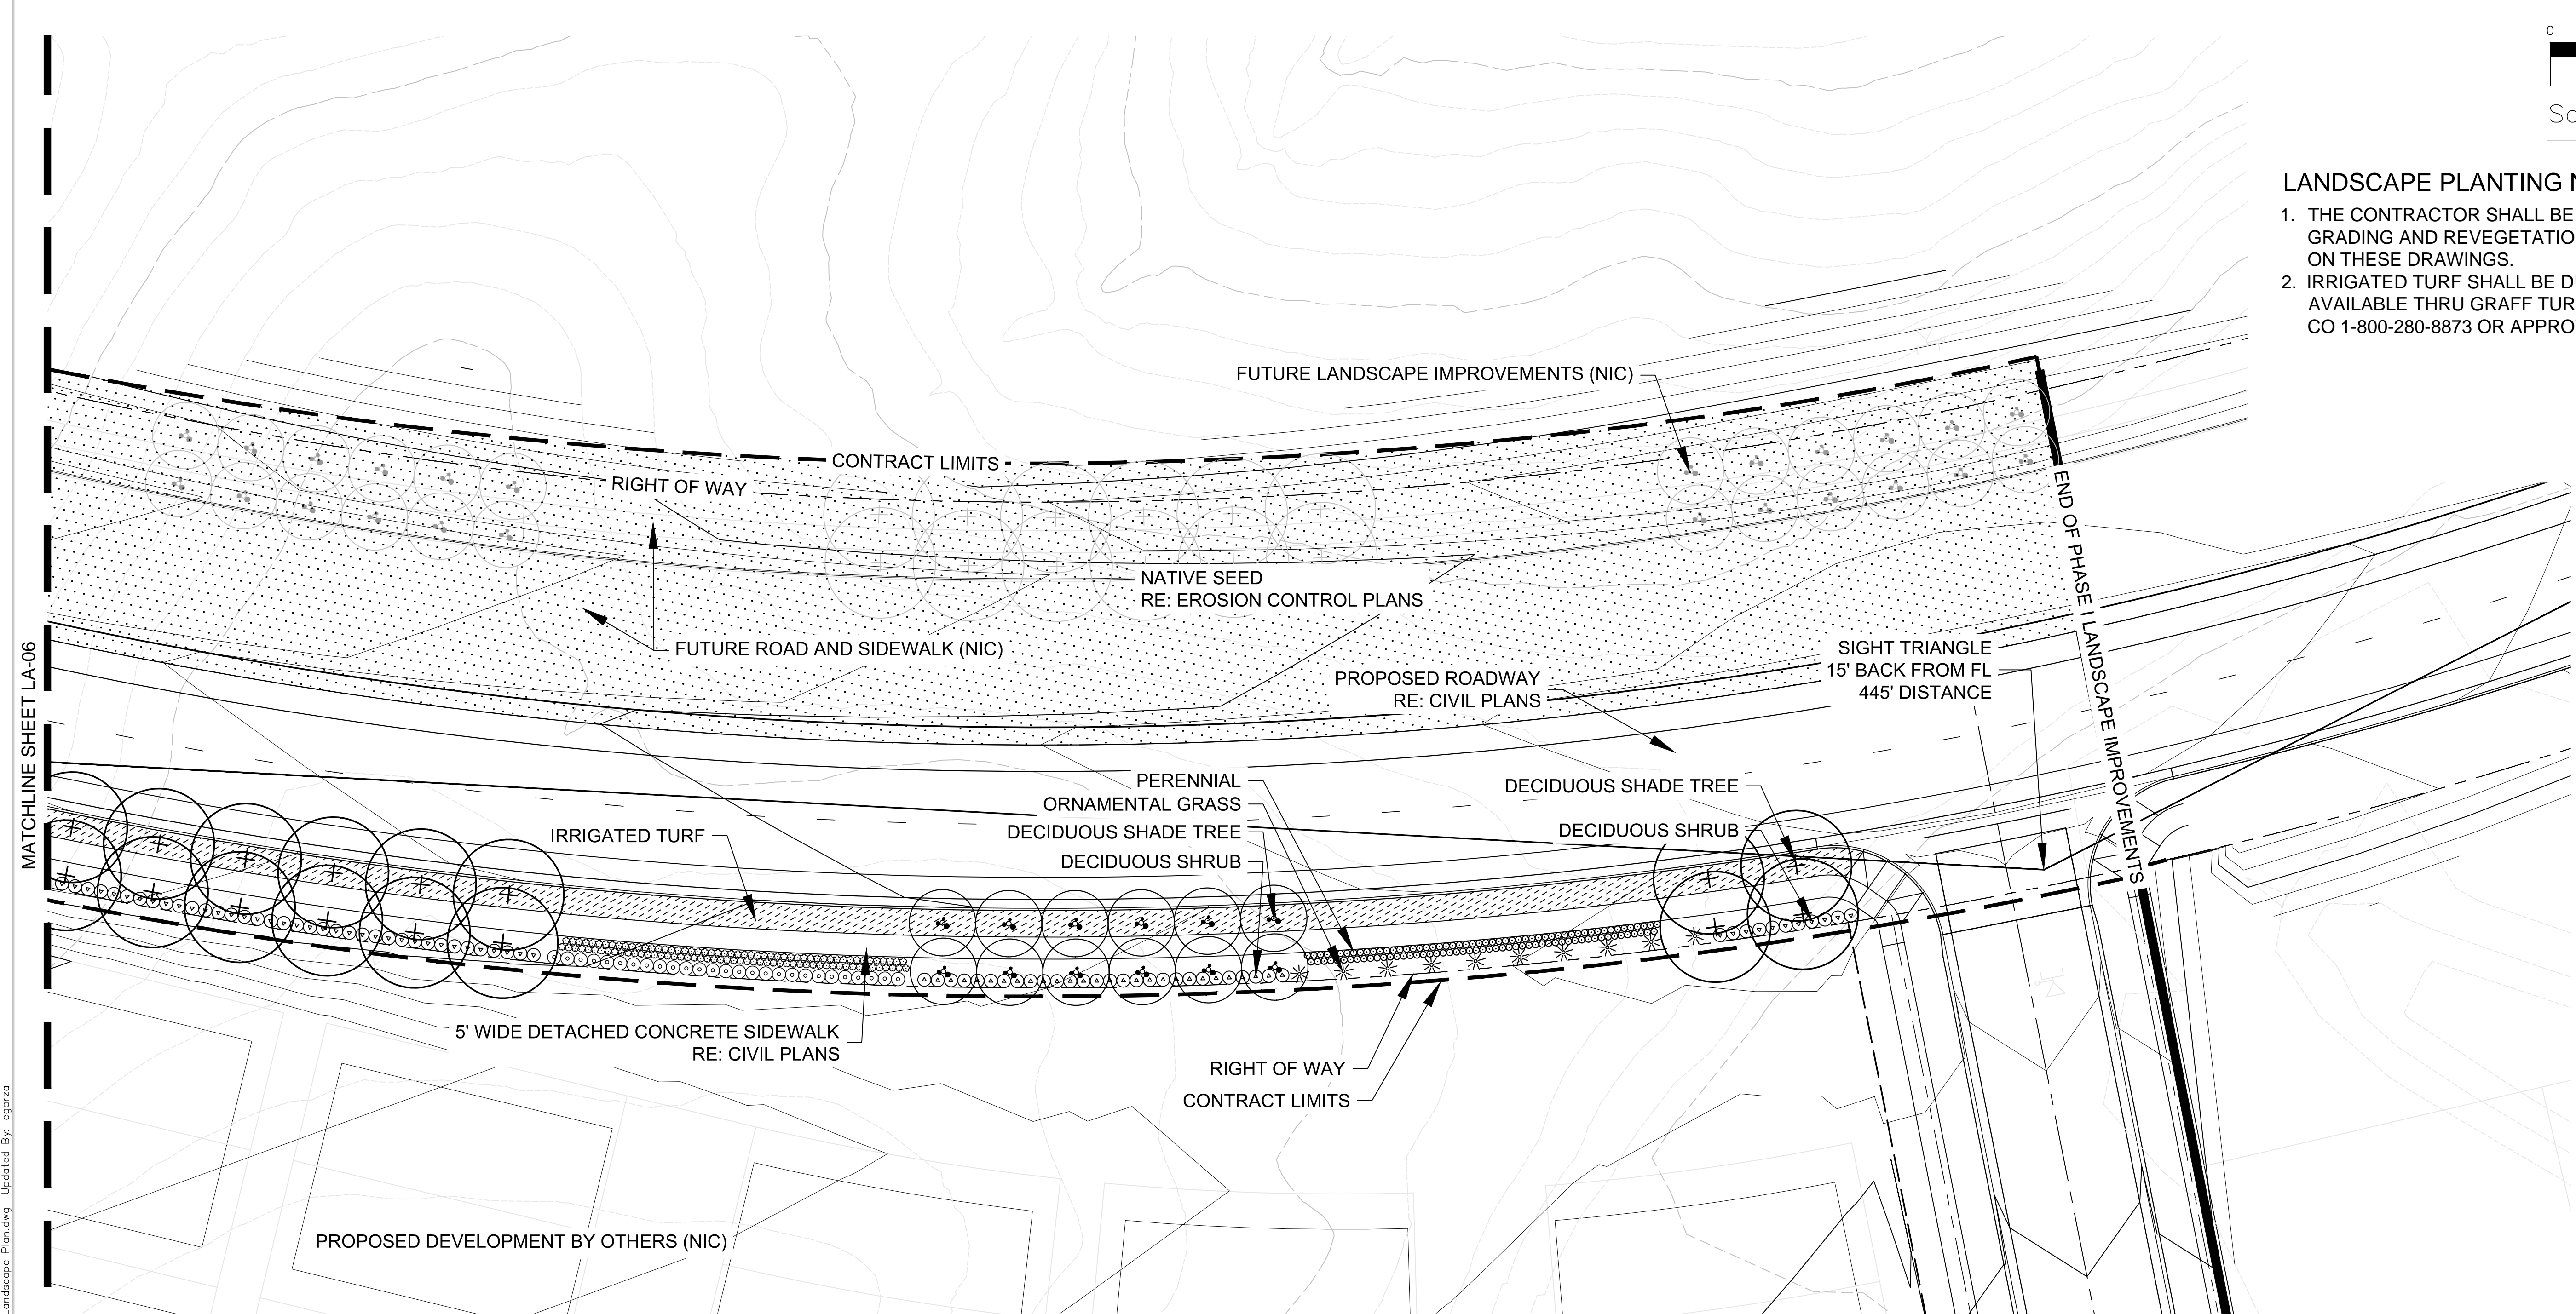 0
LANDSCAPE PLANTING
1. THE CONTRACTOR SHALL BE
GRADING AND
ON THESE DRAWINGS.
2. IRRIGATED TURF SHALL BE
AVAILABLE THRU GRAFF
CO 1-800-280-8873 OR
FUTURE LANDSCAPE IMPROVEMENTS (NIC)
CONTRACT LIMITS
RIGHT OF WAY
END OF PHASE I LANDSCAPE IMPROVEMENTS
NATIVE SEED
RE: EROSION CONTROL PLANS
FUTURE ROAD AND SIDEWALK (NIC)
SIGHT TRIANGLE
15' BACK FROM FL
445' DISTANCE
PROPOSED ROADWAY
RE: CIVIL PLANS
MATCHLINE SHEET LA-06
PERENNIAL
ORNAMENTAL GRASS
DECIDUOUS SHADE TREE
DECIDUOUS SHRUB
DECIDUOUS SHADE TREE
DECIDUOUS SHRUB
IRRIGATED TURF
5' WIDE DETACHED CONCRETE SIDEWALK
RE: CIVIL PLANS
RIGHT OF WAY
CONTRACT LIMITS
PROPOSED DEVELOPMENT BY OTHERS (NIC)
Landscape Plan.dwg Updated By: egarza